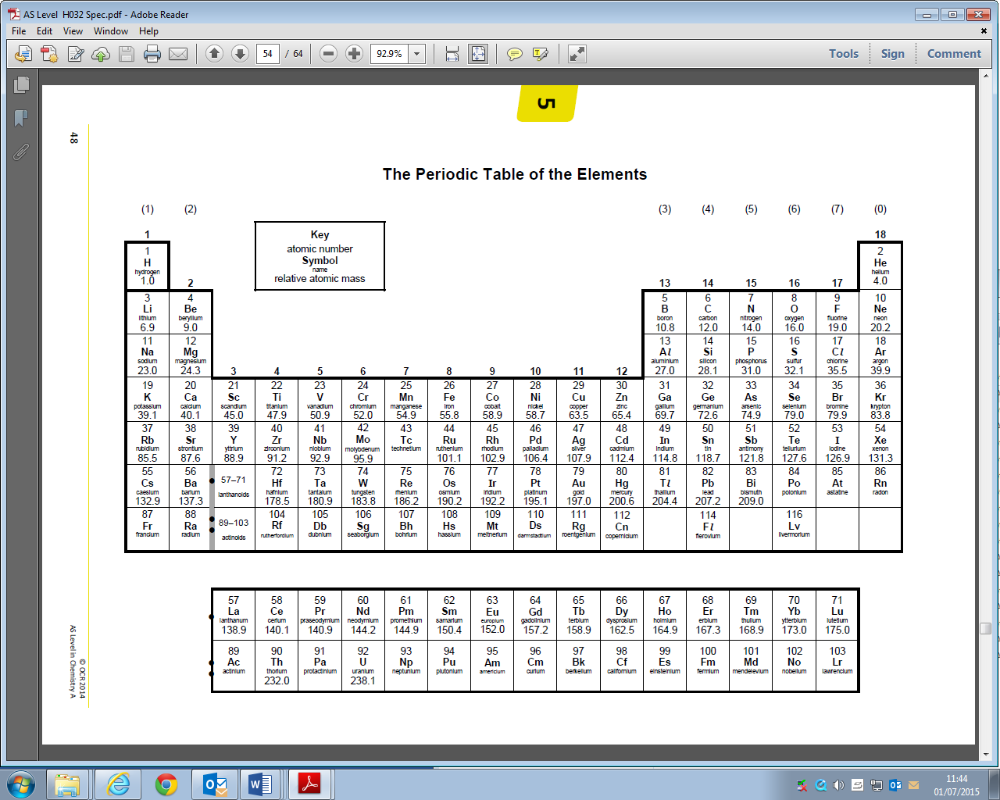 AS Level  H032 Spec.pdf - Adobe Reader
File Edit View Window Help
54 / 64 92.9% Tools Sign Comment
5
48
The Periodic Table of the Elements
(1) (2) (3) (4) (5) (6) (7) (0)
1 18
Key
atomic number
Symbol
name
relative atomic mass
1 2
H He
hydrogen helium
1.0 4.0
2 13 14 15 16 17
3 4 5 6 7 8 9 10
Li Be B C N O F Ne
lithium beryllium boron carbon nitrogen oxygen fluorine neon
6.9 9.0 10.8 12.0 14.0 16.0 19.0 20.2
11 12 13 14 15 16 17 18
Na Mg Al Si P S Cl Ar
sodium magnesium aluminium silicon phosphorus sulfur chlorine argon
23.0 24.3 27.0 28.1 31.0 32.1 35.5 39.9
3 4 5 6 7 8 9 10 11 12
19 20 21 22 23 24 25 26 27 28 29 30 31 32 33 34 35 36
K Ca Sc Ti V Cr Mn Fe Co Ni Cu Zn Ga Ge As Se Br Kr
potassium calcium scandium titanium vanadium chromium manganese iron cobalt nickel copper zinc gallium germanium arsenic selenium bromine krypton
39.1 40.1 45.0 47.9 50.9 52.0 54.9 55.8 58.9 58.7 63.5 65.4 69.7 72.6 74.9 79.0 79.9 83.8
37 38 39 40 41 42 43 44 45 46 47 48 49 50 51 52 53 54
Rb Sr Y Zr Nb Mo Tc Ru Rh Pd Ag Cd In Sn Sb Te I Xe
rubidium strontium yttrium zirconium niobium molybdenum technetium ruthenium rhodium palladium silver cadmium indium tin antimony tellurium iodine xenon
85.5 87.6 88.9 91.2 92.9 95.9 101.1 102.9 106.4 107.9 112.4 114.8 118.7 121.8 127.6 126.9 131.3
55 56 57–71 72 73 74 75 76 77 78 79 80 81 82 83 84 85 86
Cs Ba Hf Ta W Re Os Ir Pt Au Hg Tl Pb Bi Po At Rn
caesium barium lanthanoids hafnium tantalum tungsten rhenium osmium iridium platinum gold mercury thallium lead bismuth polonium astatine radon
132.9 137.3 178.5 180.9 183.8 186.2 190.2 192.2 195.1 197.0 200.6 204.4 207.2 209.0
87 88 89–103 104 105 106 107 108 109 110 111 112 114 116
Fr Ra Rf Db Sg Bh Hs Mt Ds Rg Cn Fl Lv
francium radium actinoids rutherfordium dubnium seaborgium bohrium hassium meitnerium darmstadtium roentgenium copernicium flerovium livermorium
57 58 59 60 61 62 63 64 65 66 67 68 69 70 71
La Ce Pr Nd Pm Sm Eu Gd Tb Dy Ho Er Tm Yb Lu
lanthanum cerium praseodymium neodymium promethium samarium europium gadolinium terbium dysprosium holmium erbium thulium ytterbium lutetium
138.9 140.1 140.9 144.2 144.9 150.4 152.0 157.2 158.9 162.5 164.9 167.3 168.9 173.0 175.0
89 90 91 92 93 94 95 96 97 98 99 100 101 102 103
Ac Th Pa U Np Pu Am Cm Bk Cf Es Fm Md No Lr
actinium thorium protactinium uranium neptunium plutonium americium curium berkelium californium einsteinium fermium mendelevium nobelium lawrencium
232.0 238.1
© OCR 2014
AS Level in Chemistry A
11:44
01/07/2015